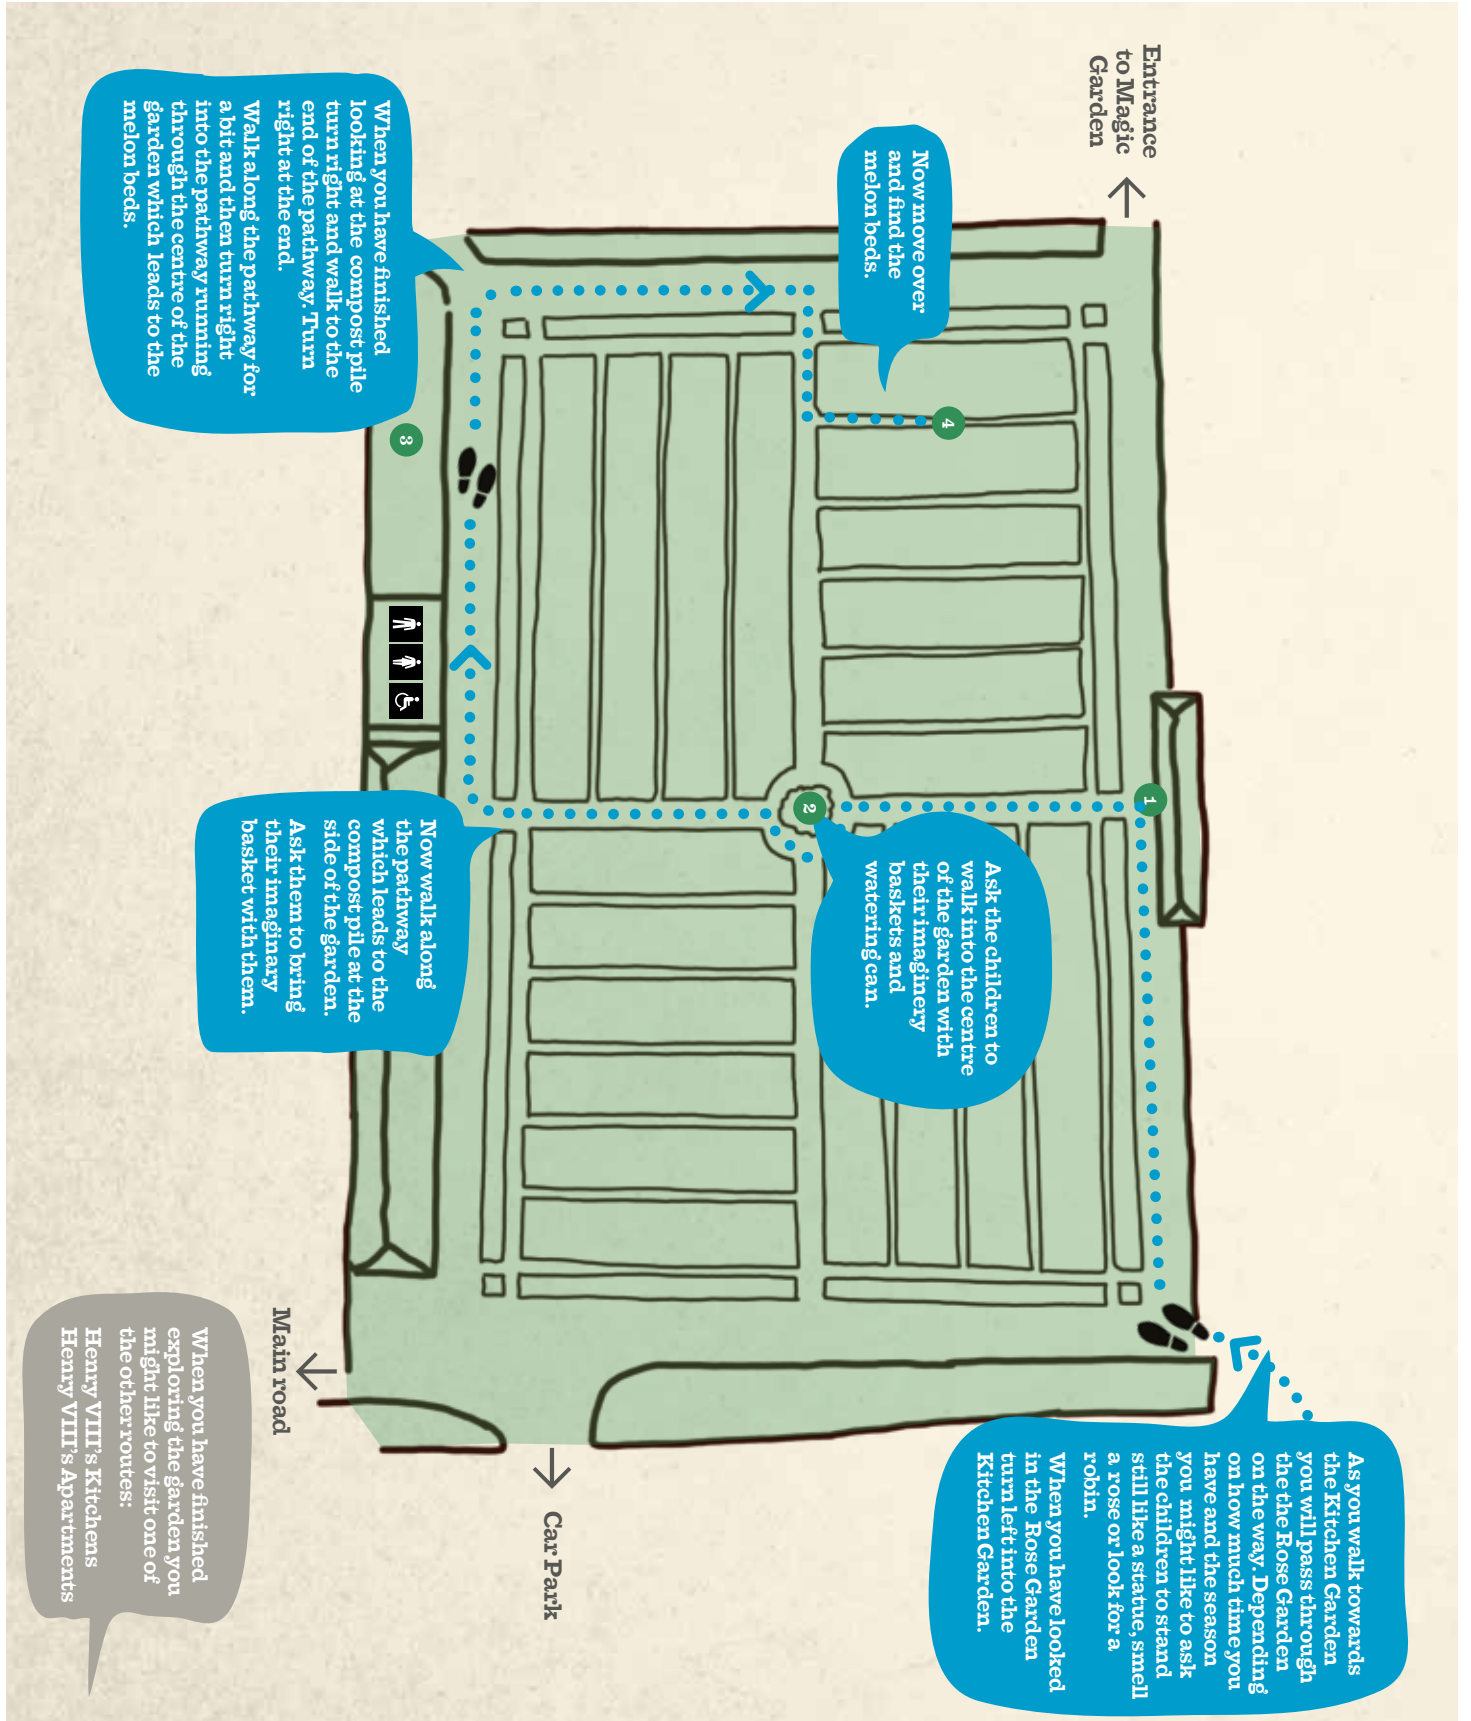 As you walk towards
the Kitchen Garden
you will pass through
the the Rose Garden
on the way. Depending
on how much time you
have and the season
you might like to ask
the children to stand
still like a statue, smell
a rose or look for a
robin.
When you have looked
in the Rose Garden
turn left into the
Kitchen Garden.
Entrance
to Magic
Garden
1
Ask the children to
walk into the centre
of the garden with
their imaginery
baskets and
watering can.
2
Now move over
and find the
melon beds.
4
Car Park
Now walk along
the pathway
which leads to the
compost pile at the
side of the garden.
Ask them to bring
their imaginary
basket with them.
3
When you have finished
looking at the compost pile
turn right and walk to the
end of the pathway. Turn
right at the end.
Walk along the pathway for
a bit and then turn right
into the pathway running
through the centre of the
garden which leads to the
melon beds.
Main road
When you have finished
exploring the garden you
might like to visit one of
the other routes:
Henry VIII's Kitchens
Henry VIII's Apartments